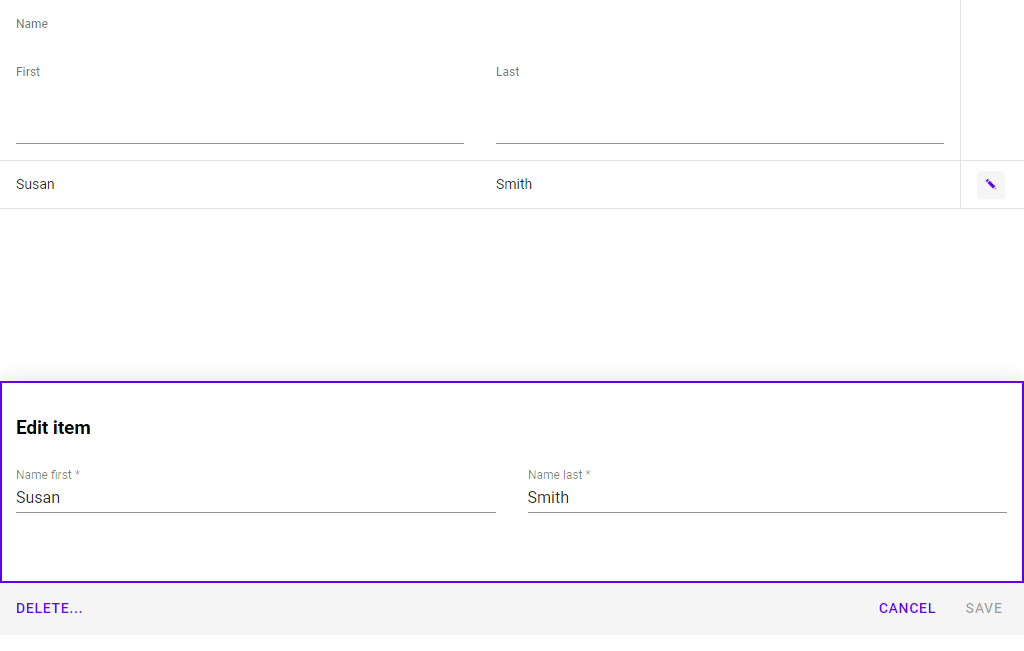 Name
First Last
Susan Smith
Edit item
Name first * Name last *
Susan Smith
DELETE... CANCEL SAVE